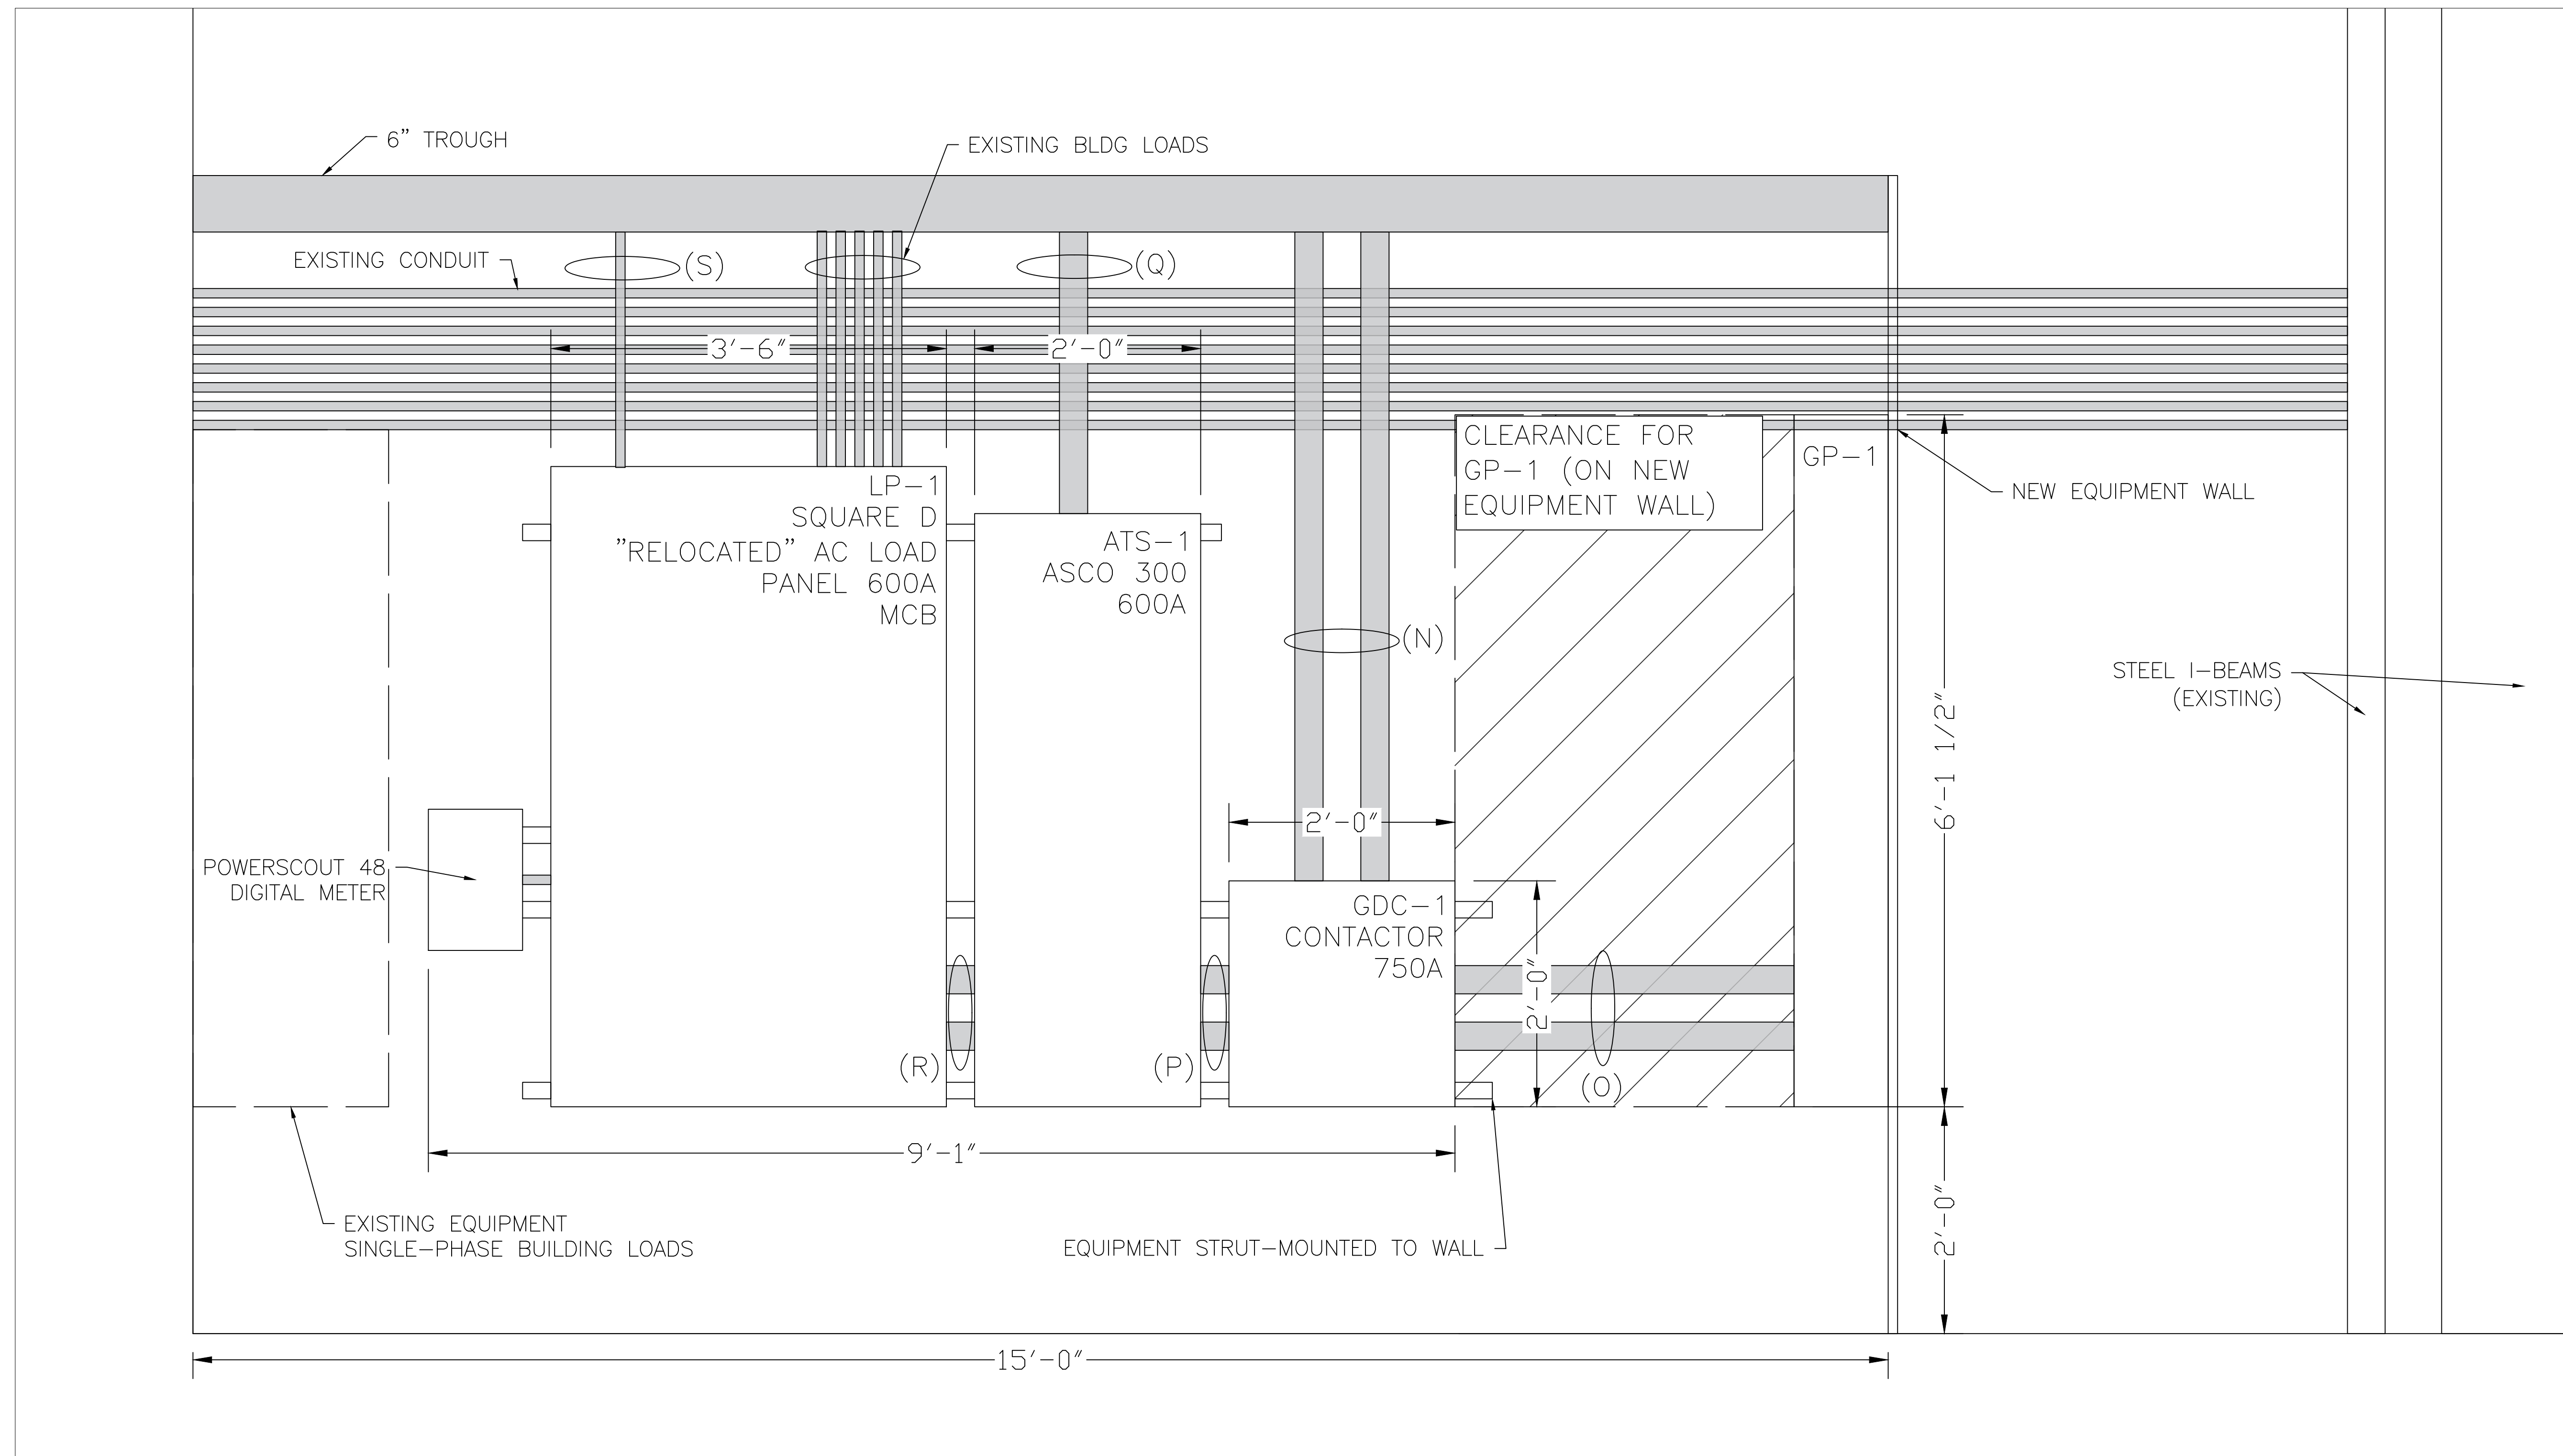 6” TROUGH
EXISTING BLDG LOADS
EXISTING CONDUIT
(S)
(Q)
3'-6"
2'-0"
CLEARANCE FOR
GP-1 (ON NEW
EQUIPMENT WALL)
GP-1
NEW EQUIPMENT WALL
LP-1
SQUARE D
”RELOCATED” AC LOAD
PANEL 600A
MCB
ATS-1
ASCO 300
600A
(N)
STEEL I-BEAMS
(EXISTING)
6'-1 1/2"
2'-0"
POWERSCOUT 48
DIGITAL METER
GDC-1
CONTACTOR
750A
2'-0"
(R)
(P)
(O)
9'-1"
2'-0"
EXISTING EQUIPMENT
SINGLE-PHASE BUILDING LOADS
EQUIPMENT STRUT-MOUNTED TO WALL
15'-0"